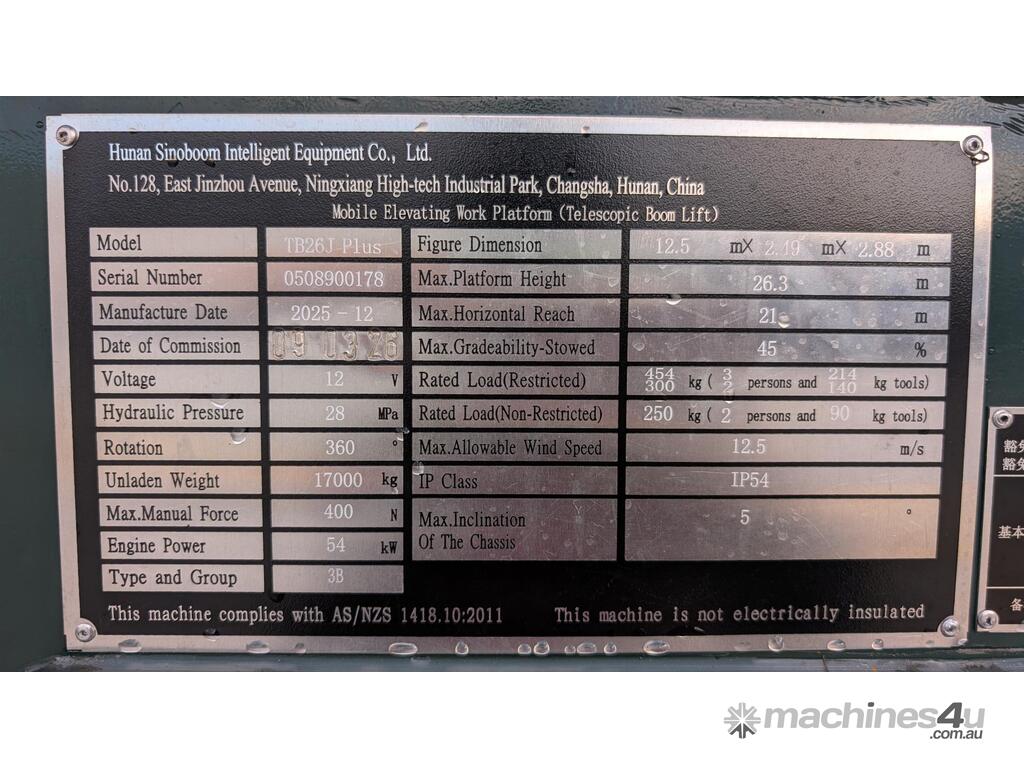 Hunan Sinoboom Intelligent Equipment Co., Ltd.
No.128, East Jinzhou Avenue, Ningxiang High-tech Industrial Park, Changsha, Hunan, China
Mobile Elevating Work Platform (Telescopic Boom Lift)
Model TB26J Plus
Serial Number 0508900178
Manufacture Date 2025-12
Date of Commission 09 03 26
Voltage 12 V
Hydraulic Pressure 28 MPa
Rotation 360 °
Unladen Weight 17000 kg
Max.Manual Force 400 N
Engine Power 54 kW
Type and Group 3B
Figure Dimension 12.5 mX 2.49 mX 2.88 m
Max.Platform Height 26.3 m
Max.Horizontal Reach 21 m
Max.Gradeability-Stowed 45 %
Rated Load(Restricted) 454 300 kg ( 3 2 persons and 214 140 kg tools)
Rated Load(Non-Restricted) 250 kg ( 2 persons and 90 kg tools)
Max.Allowable Wind Speed 12.5 m/s
IP Class IP54
Max.Inclination
Of The Chassis 5 °
This machine complies with AS/NZS 1418.10:2011 This machine is not electrically insulated
基本
备
machines4u
.com.au